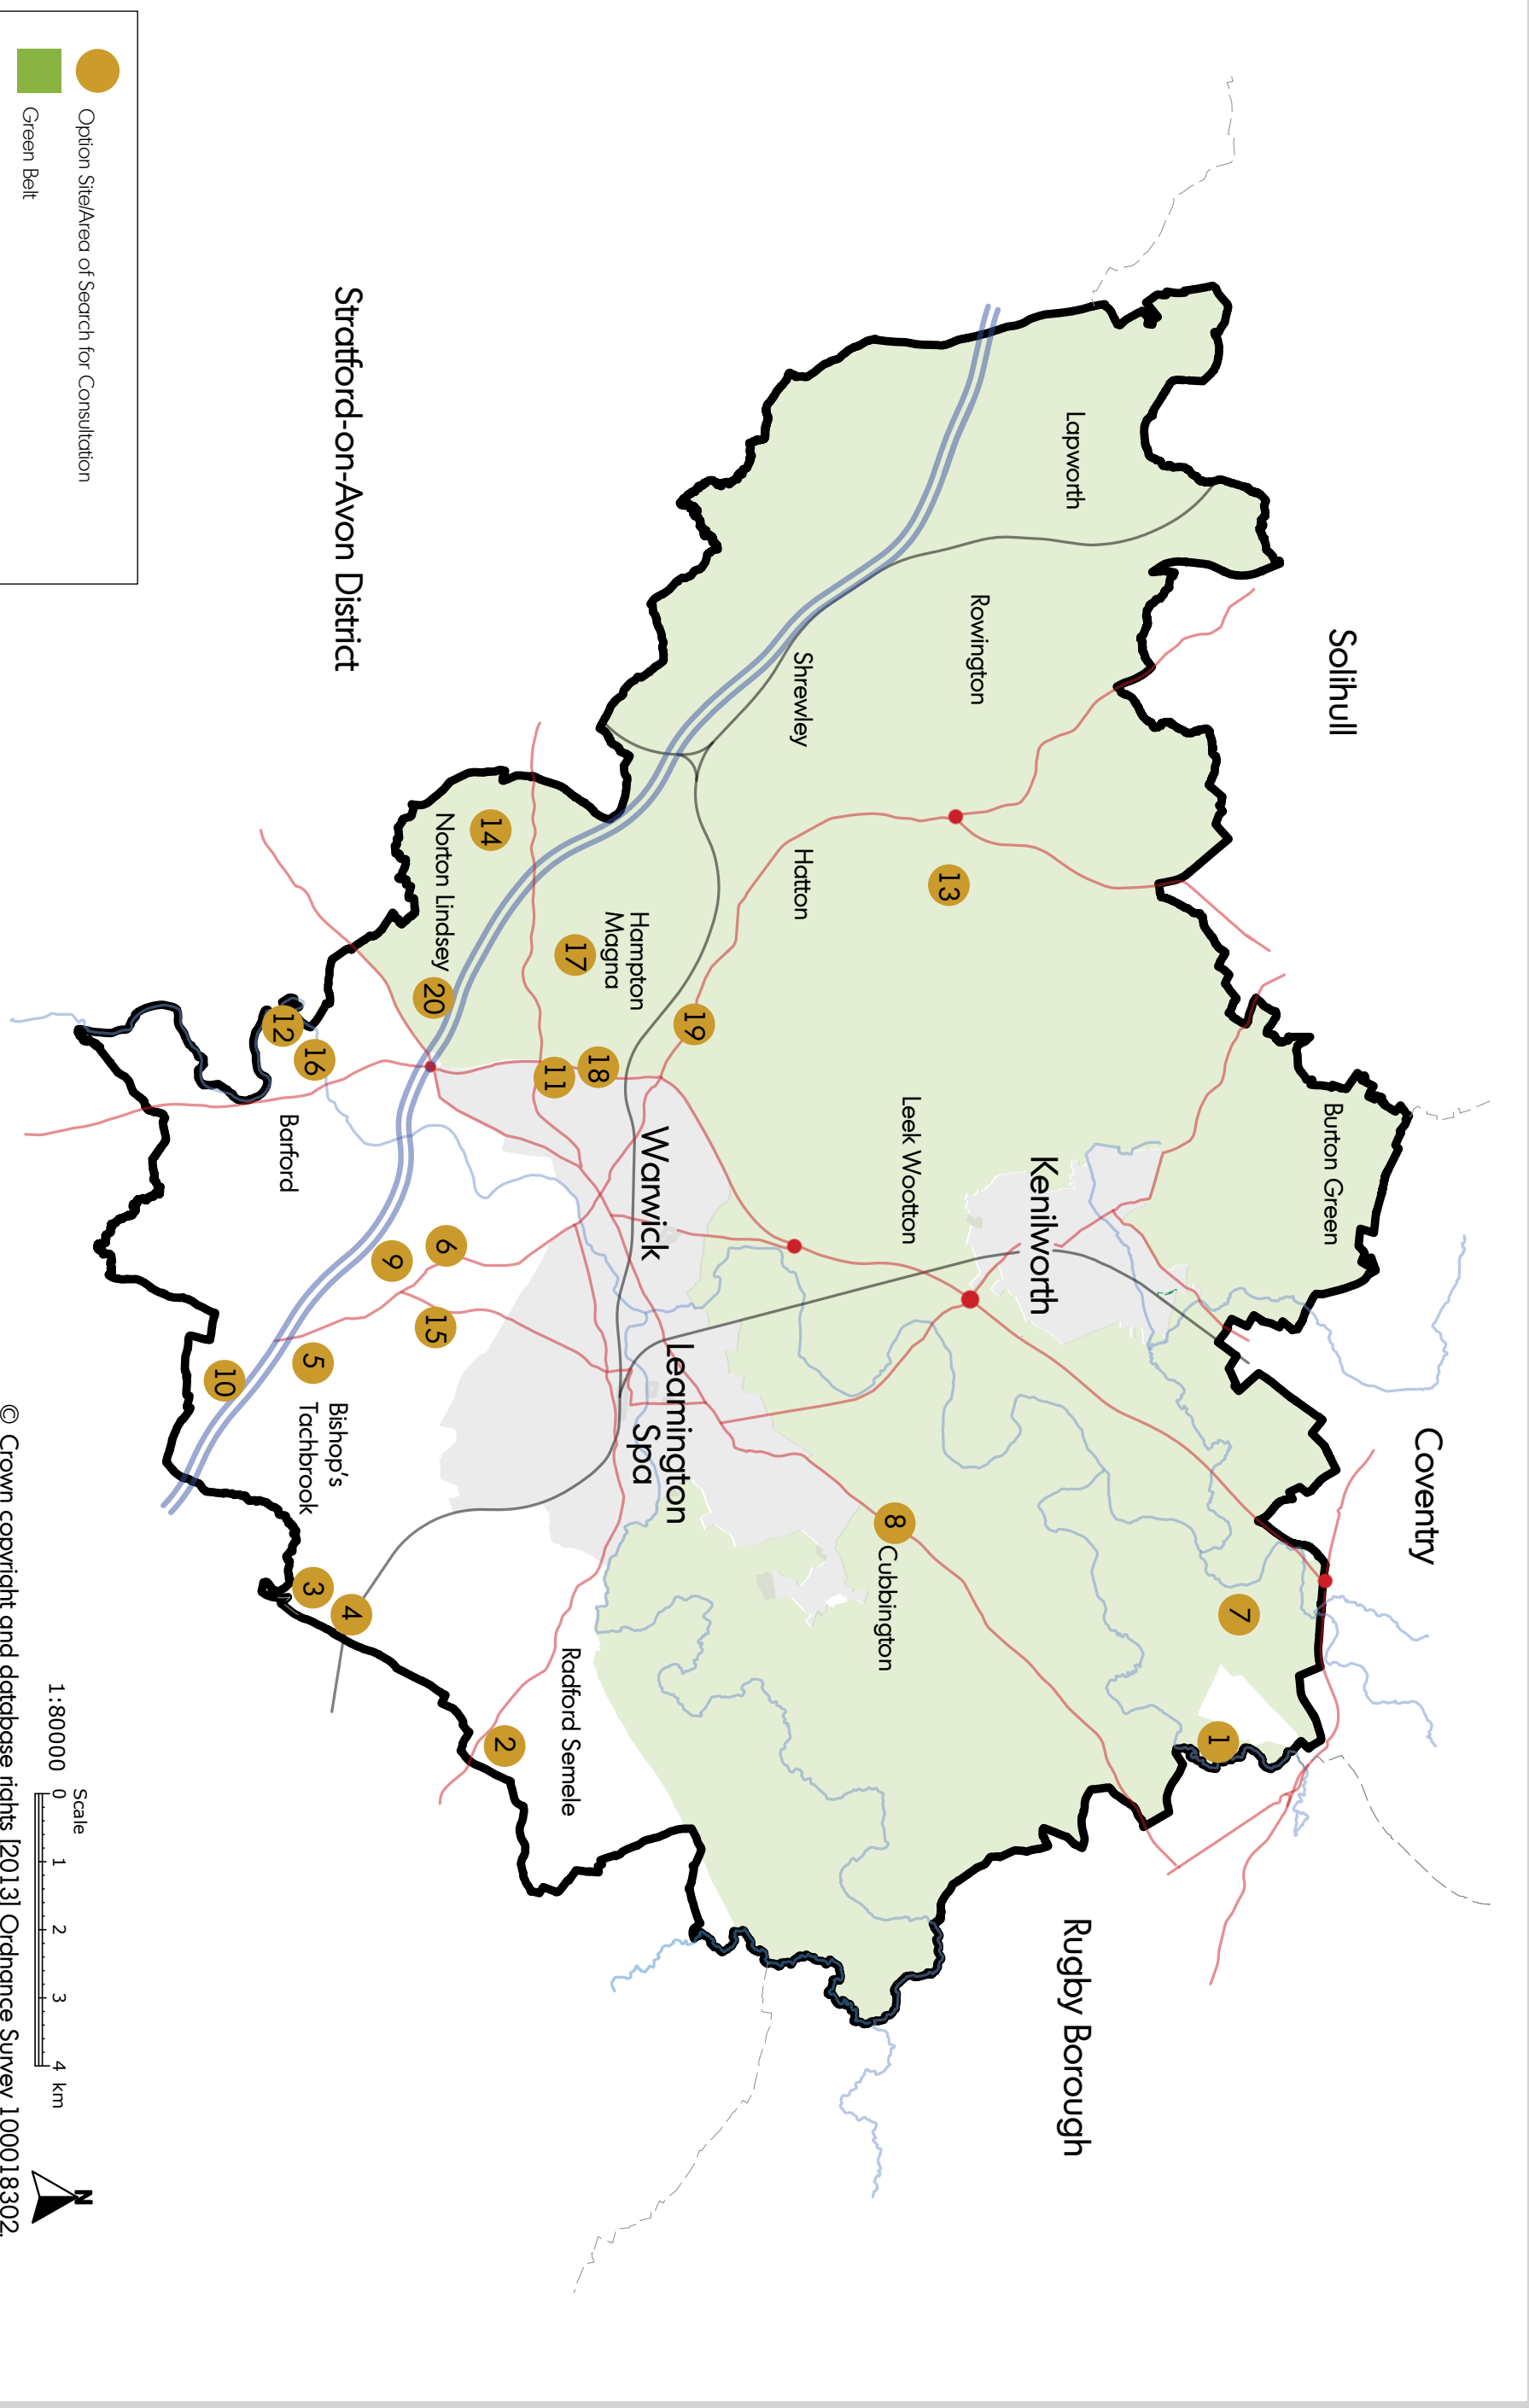 Solihull
Coventry
Rugby Borough
Stratford-on-Avon District
Burton Green
Lapworth
Rowington
Kenilworth
Leek Wootton
Shrewley
Hatton
Cubbington
Hampton
Magna
Warwick
Leamington
Spa
Radford Semele
Norton Lindsey
Barford
Bishop's
Tachbrook
1
2
3
4
5
6
7
8
9
10
11
12
13
14
15
16
17
18
19
20
Option Site/Area of Search for Consultation
Green Belt
Scale
1:80000
0 1 2 3 4 km
N
© Crown copyright and database rights [2013] Ordnance Survey 100018302.